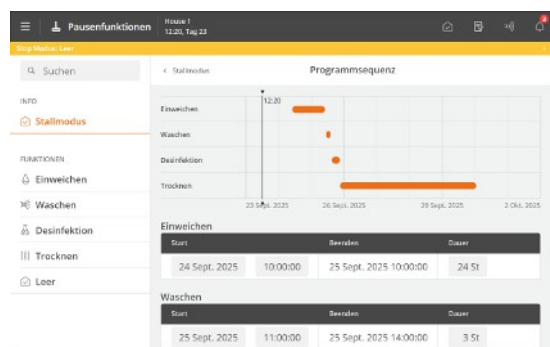 Pausenfunktionen
House 1
12:20, Tag 23
3
Stop Modus: Leer
Suchen
INFO
Stallmodus
FUNKTIONEN
Einweichen
Waschen
Desinfektion
Trocknen
Leer
< Stallmodus
Programmsequenz
12:20
Einweichen
Waschen
Desinfektion
Trocknen
23 Sept. 2025 26 Sept. 2025 29 Sept. 2025 2 Okt. 2025
Einweichen
Start Beenden Dauer
24 Sept. 2025 10:00:00 25 Sept. 2025 10:00:00 24 St
Waschen
Start Beenden Dauer
25 Sept. 2025 11:00:00 25 Sept. 2025 14:00:00 3 St